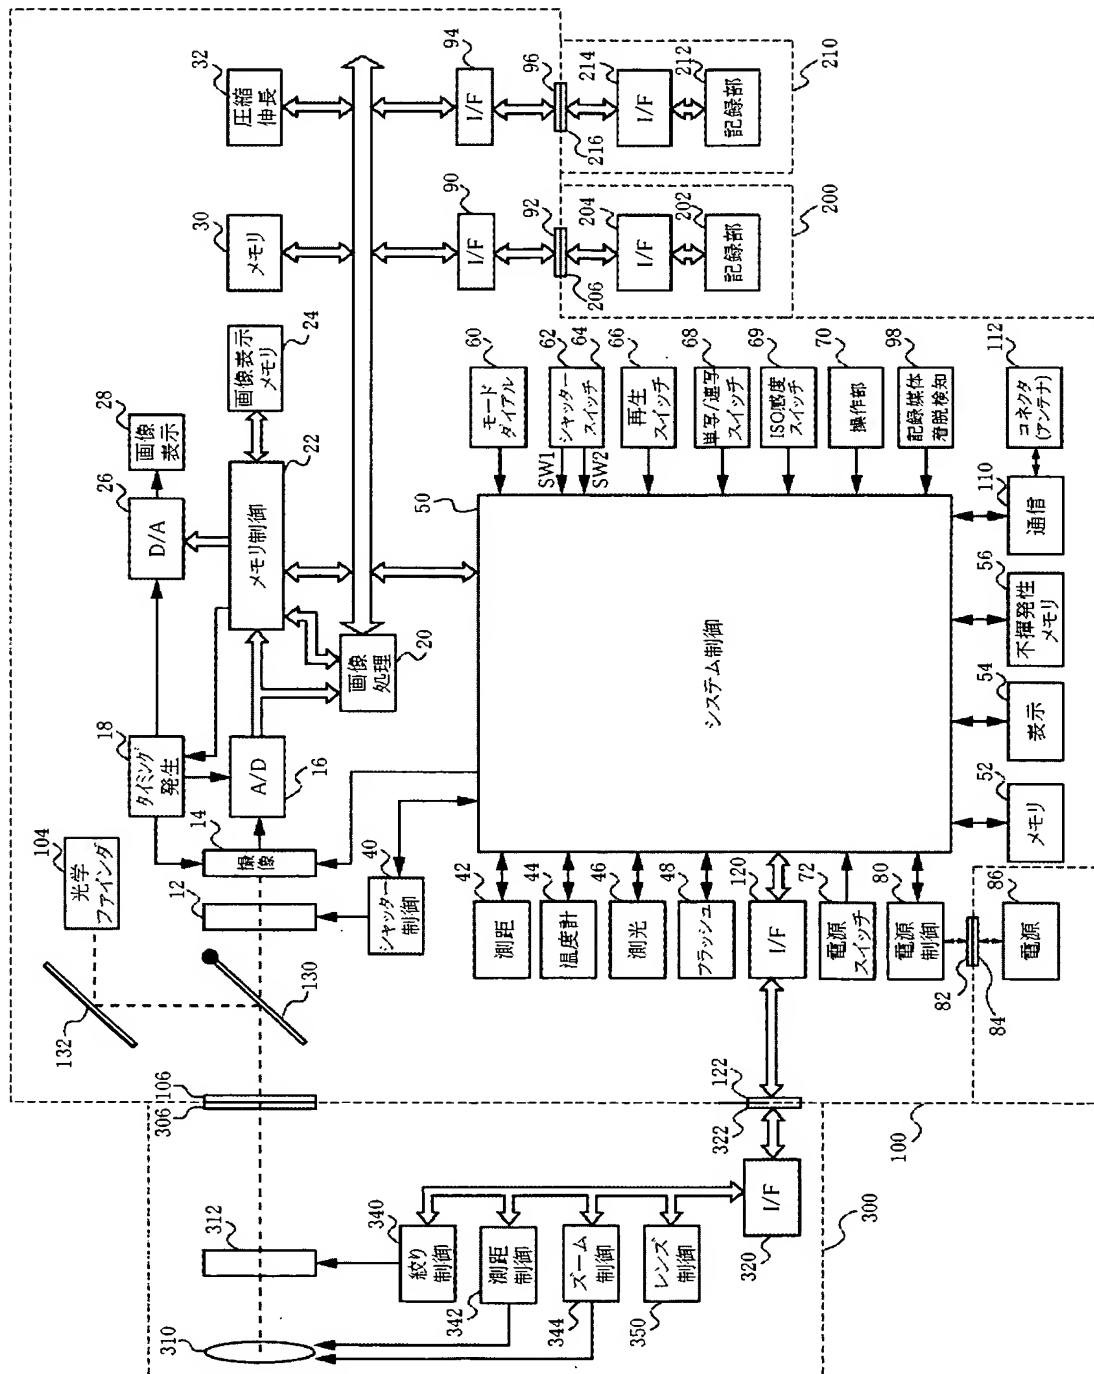 104
光学
ファインダ
132
130
12
14
撮像
18
タイミング
発生
A/D
16
26
D/A
28
画像
表示
22
メモリ制御
画像表示
メモリ
24
画像
処理
20
30
メモリ
32
圧縮
伸長
90
I/F
94
I/F
92
206
96
216
204
I/F
202
記録部
200
214
I/F
212
記録部
210
306
106
310
312
340
絞り
制御
342
測距
制御
344
ズーム
制御
350
レンズ
制御
I/F
320
322
122
300
100
40
シャッター
制御
50
システム制御
60
モード
ダイアル
62
シャッター
スイッチ
64
SW1
SW2
66
再生
スイッチ
68
単写/連写
スイッチ
69
ISO感度
スイッチ
70
操作部
98
記録媒体
着脱検知
42
測距
44
温度計
46
測光
48
フラッシュ
120
I/F
72
電源
スイッチ
80
電源
制御
82
84
86
電源
52
メモリ
54
表示
56
不揮発性
メモリ
110
通信
112
コネクタ
(アンテナ)